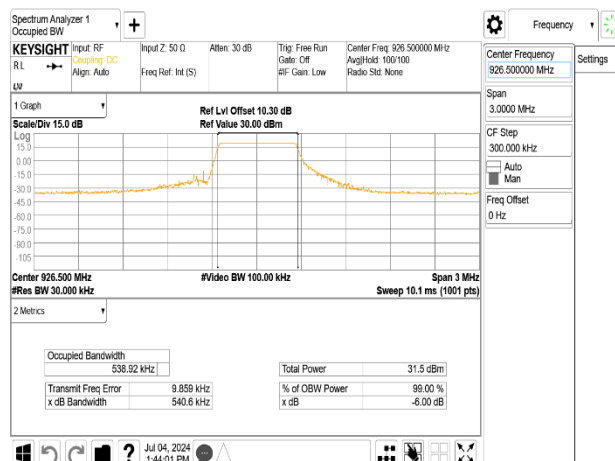 Spectrum Analyzer 1
Occupied BW
Frequency
KEYSIGHT
Input: RF
Coupling: DC
Align: Auto
Input Z: 50 Ω
Freq Ref: Int (S)
Atten: 30 dB
Trig: Free Run
Gate: Off
#IF Gain: Low
Center Freq: 926.500000 MHz
Avg|Hold: 100/100
Radio Std: None
R L
Center Frequency
926.500000 MHz
Settings
Span
3.0000 MHz
CF Step
300.000 kHz
Auto
Man
Freq Offset
0 Hz
1 Graph
Scale/Div 15.0 dB
Ref Lvl Offset 10.30 dB
Ref Value 30.00 dBm
Log
15.0
0.00
-15.0
-30.0
-45.0
-60.0
-75.0
-90.0
-105
Center 926.500 MHz
#Res BW 30.000 kHz
#Video BW 100.00 kHz
Span 3 MHz
Sweep 10.1 ms (1001 pts)
2 Metrics
Occupied Bandwidth
538.92 kHz
Transmit Freq Error 9.859 kHz
x dB Bandwidth 540.6 kHz
Total Power 31.5 dBm
% of OBW Power 99.00 %
x dB -6.00 dB
?
Jul 04, 2024
1:44:01 PM